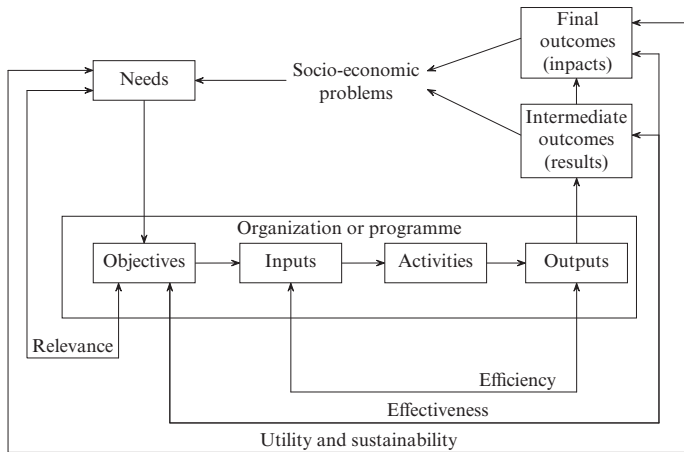 Final
outcomes
(inpacts)
Needs
Socio-economic
problems
Intermediate
outcomes
(results)
Organization or programme
Objectives
Inputs
Activities
Outputs
Relevance
Efficiency
Effectiveness
Utility and sustainability